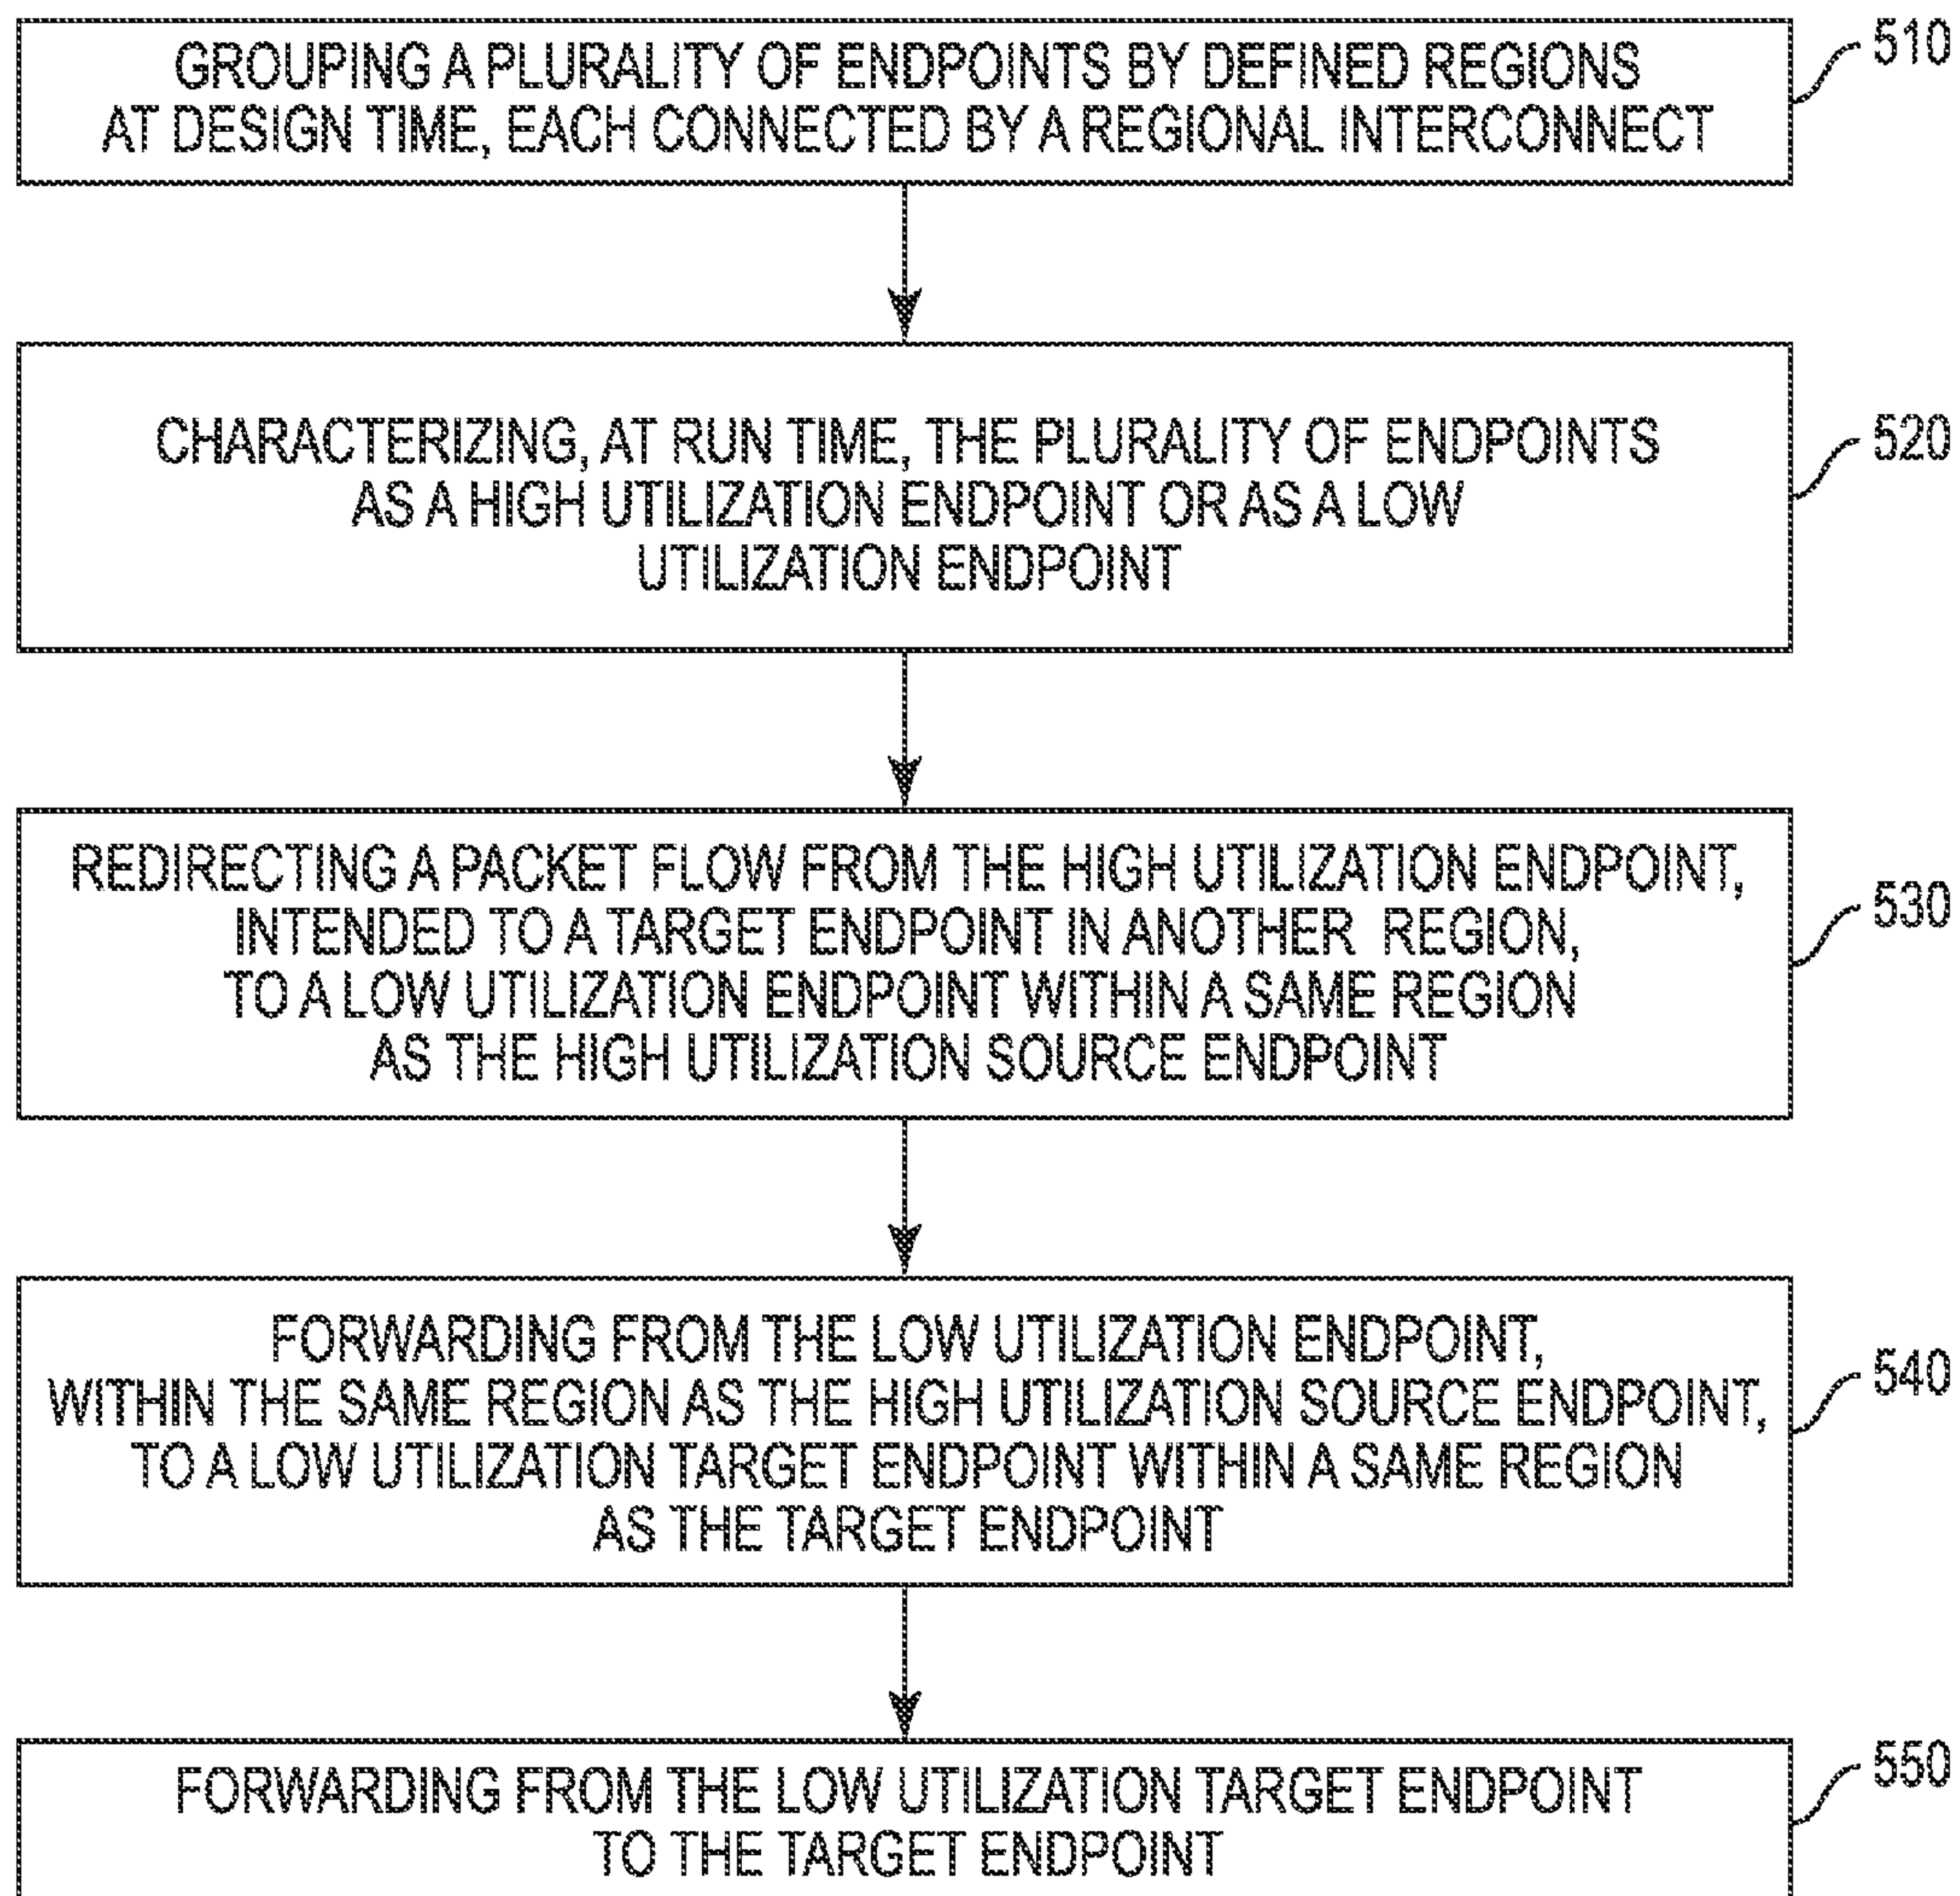 GROUPING A PLURALITY OF ENDPOINTS BY DEFINED REGIONS
AT DESIGN TIME, EACH CONNECTED BY A REGIONAL INTERCONNECT
510
CHARACTERIZING, AT RUN TIME, THE PLURALITY OF ENDPOINTS
AS A HIGH UTILIZATION ENDPOINT OR AS A LOW
UTILIZATION ENDPOINT
520
REDIRECTING A PACKET FLOW FROM THE HIGH UTILIZATION ENDPOINT,
INTENDED TO A TARGET ENDPOINT IN ANOTHER REGION,
TO A LOW UTILIZATION ENDPOINT WITHIN A SAME REGION
AS THE HIGH UTILIZATION SOURCE ENDPOINT
530
FORWARDING FROM THE LOW UTILIZATION ENDPOINT,
WITHIN THE SAME REGION AS THE HIGH UTILIZATION SOURCE ENDPOINT,
TO A LOW UTILIZATION TARGET ENDPOINT WITHIN A SAME REGION
AS THE TARGET ENDPOINT
540
FORWARDING FROM THE LOW UTILIZATION TARGET ENDPOINT
TO THE TARGET ENDPOINT
550